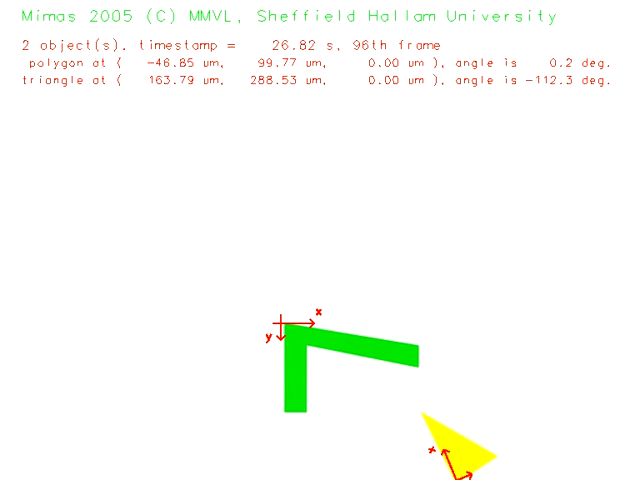 Mimas 2005 (C) MMVL, Sheffield Hallam University
2 object(s). timestamp = 26.82 s, 96th frame
polygon at ( -46.85 um, 99.77 um, 0.00 um ), angle is 0.2 deg.
triangle at ( 163.79 um, 288.53 um, 0.00 um ), angle is -112.3 deg.
x
y
x